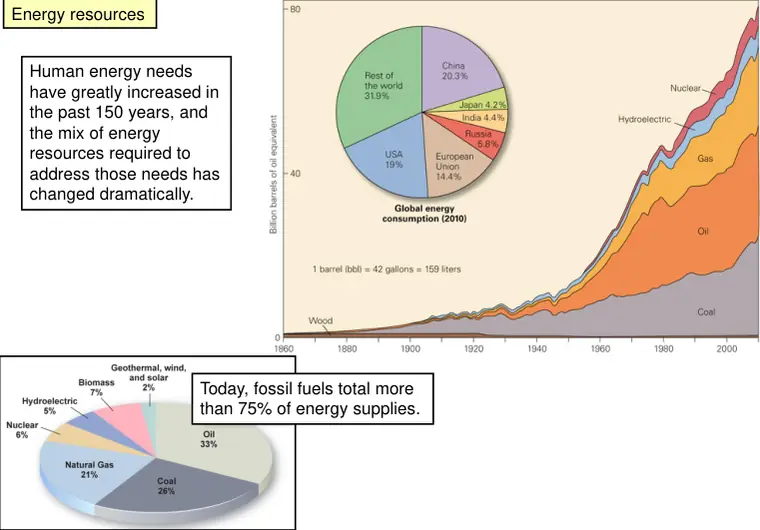 Energy resources
Human energy needs
have greatly increased in
the past 150 years, and
the mix of energy
resources required to
address those needs has
changed dramatically.
80
40
0
Billion barrels of oil equivalent
Rest of
the world
31.9%
China
20.3%
Japan 4.2%
India 4.4%
Russia
5.8%
European
Union
14.4%
USA
19%
Global energy
consumption (2010)
1 barrel (bbl) = 42 gallons = 159 liters
Nuclear
Hydroelectric
Gas
Oil
Coal
Wood
1860
1880
1900
1920
1940
1960
1980
2000
Today, fossil fuels total more
than 75% of energy supplies.
Geothermal, wind,
and solar
2%
Biomass
7%
Hydroelectric
5%
Nuclear
6%
Natural Gas
21%
Coal
26%
Oil
33%